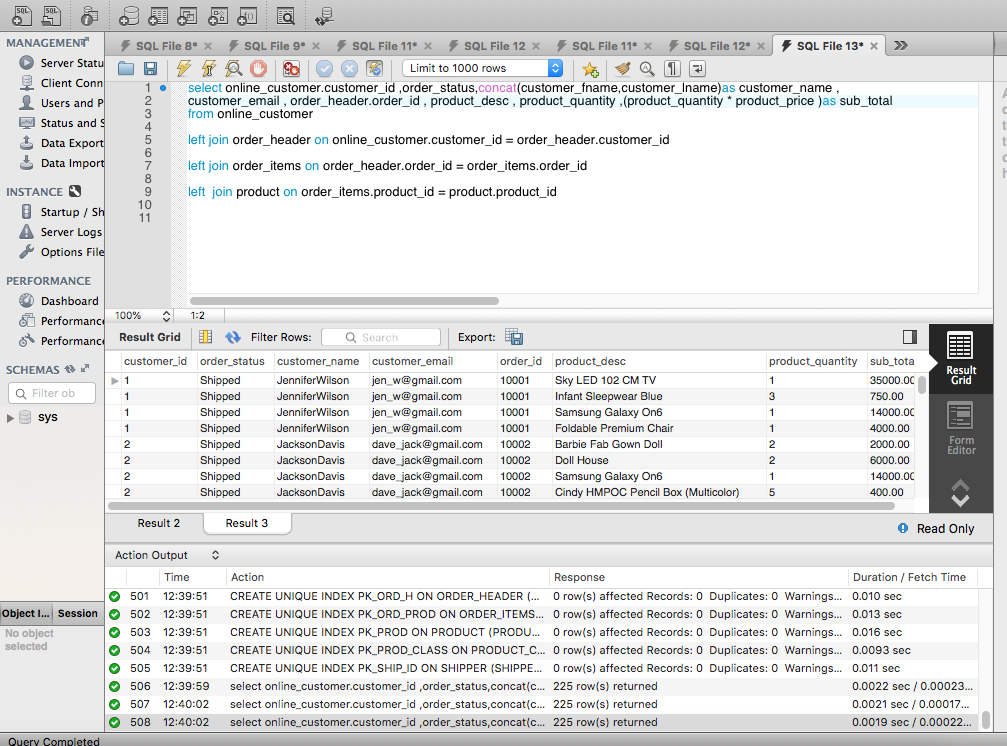 SQL
SQL
MANAGEMENT
Server Statu
Client Conn
Users and P
Status and S
Data Export
Data Import
INSTANCE
Startup / Sh
Server Logs
Options File
PERFORMANCE
Dashboard
Performance
Performance
SCHEMAS
Filter ob
sys
Object I... Session
No object
selected
SQL File 8* SQL File 9* SQL File 11* SQL File 12 SQL File 11* SQL File 12* SQL File 13*
Limit to 1000 rows
1 select online_customer.customer_id ,order_status,concat(customer_fname,customer_lname)as customer_name ,
2 customer_email , order_header.order_id , product_desc , product_quantity ,(product_quantity * product_price )as sub_total
3 from online_customer
4
5 left join order_header on online_customer.customer_id = order_header.customer_id
6
7 left join order_items on order_header.order_id = order_items.order_id
8
9 left  join product on order_items.product_id = product.product_id
10
11
100% 1:2
Result Grid Filter Rows: Search Export:
customer_id order_status customer_name customer_email order_id product_desc product_quantity sub_tota
1 Shipped JenniferWilson jen_w@gmail.com 10001 Sky LED 102 CM TV 1 35000.00
1 Shipped JenniferWilson jen_w@gmail.com 10001 Infant Sleepwear Blue 3 750.00
1 Shipped JenniferWilson jen_w@gmail.com 10001 Samsung Galaxy On6 1 14000.00
1 Shipped JenniferWilson jen_w@gmail.com 10001 Foldable Premium Chair 1 4000.00
2 Shipped JacksonDavis dave_jack@gmail.com 10002 Barbie Fab Gown Doll 2 2000.00
2 Shipped JacksonDavis dave_jack@gmail.com 10002 Doll House 2 6000.00
2 Shipped JacksonDavis dave_jack@gmail.com 10002 Samsung Galaxy On6 1 14000.00
2 Shipped JacksonDavis dave_jack@gmail.com 10002 Cindy HMPOC Pencil Box (Multicolor) 5 400.00
Result
Grid
Form
Editor
Result 2 Result 3 Read Only
Action Output
Time Action Response Duration / Fetch Time
501 12:39:51 CREATE UNIQUE INDEX PK_ORD_H ON ORDER_HEADER (... 0 row(s) affected Records: 0  Duplicates: 0  Warnings... 0.010 sec
502 12:39:51 CREATE UNIQUE INDEX PK_ORD_PROD ON ORDER_ITEMS... 0 row(s) affected Records: 0  Duplicates: 0  Warnings... 0.013 sec
503 12:39:51 CREATE UNIQUE INDEX PK_PROD ON PRODUCT (PRODU... 0 row(s) affected Records: 0  Duplicates: 0  Warnings... 0.016 sec
504 12:39:51 CREATE UNIQUE INDEX PK_PROD_CLASS ON PRODUCT_C... 0 row(s) affected Records: 0  Duplicates: 0  Warnings... 0.0093 sec
505 12:39:51 CREATE UNIQUE INDEX PK_SHIP_ID ON SHIPPER (SHIPPE... 0 row(s) affected Records: 0  Duplicates: 0  Warnings... 0.011 sec
506 12:39:59 select online_customer.customer_id ,order_status,concat(c... 225 row(s) returned 0.0022 sec / 0.00023...
507 12:40:02 select online_customer.customer_id ,order_status,concat(c... 225 row(s) returned 0.0021 sec / 0.00017...
508 12:40:02 select online_customer.customer_id ,order_status,concat(c... 225 row(s) returned 0.0019 sec / 0.00022...
Query Completed